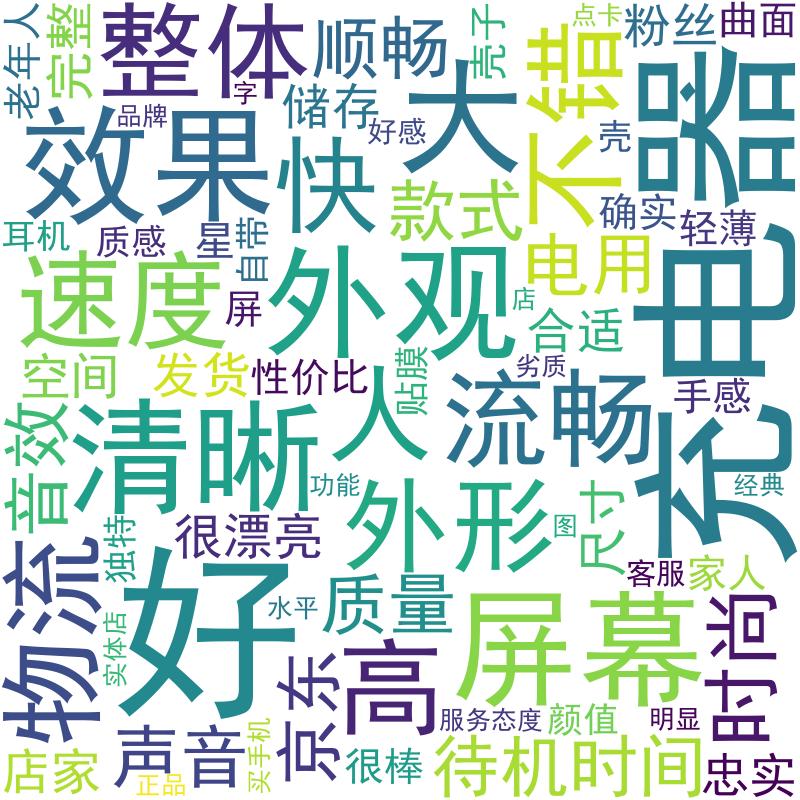 老年人
完整
整体
顺畅
壳子
点卡
粉丝
曲面
品牌
字
储存
好感
大
不错
壳
充电器
效果
快
款式
确实
轻薄
耳机
质感
星
自带
电用
速度
屏
外观
店
合适
空间
发货
性价比
贴膜
劣质
手感
音效
清晰
人
流畅
功能
经典
独特
很漂亮
外形
图
尺寸
客服
家人
物流
好
水平
质量
屏幕
时尚
实体店
京东
高
服务态度
颜值
明显
店家
声音
正品
买手机
很棒
待机时间
忠实